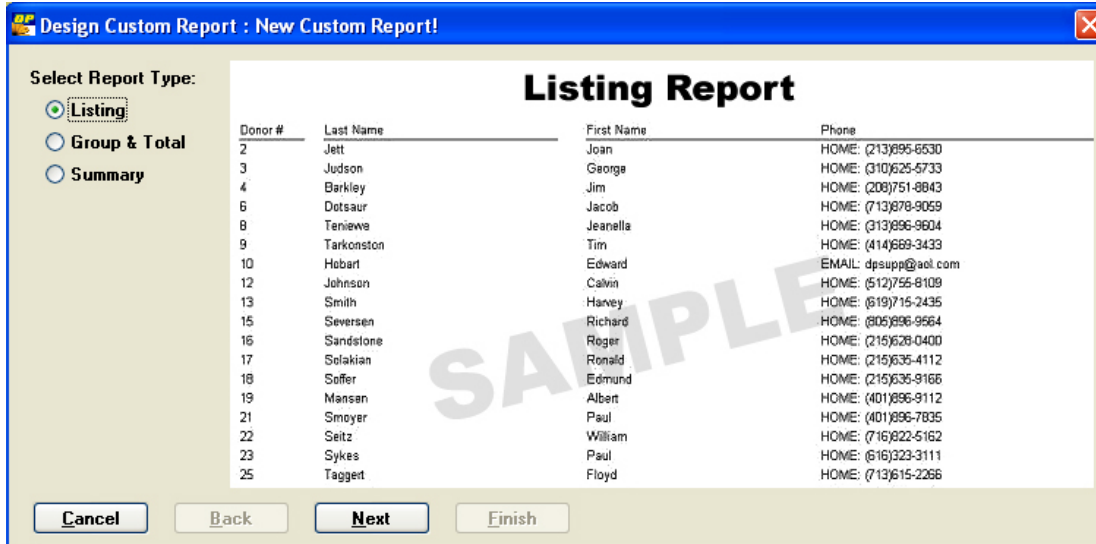 DP Design Custom Report : New Custom Report!
Select Report Type:
Listing
Group & Total
Summary
Listing Report
Donor # Last Name First Name Phone
2 Jett Joan HOME: (213)895-6530
3 Judson George HOME: (310)625-5733
4 Barkley Jim HOME: (208)751-8843
6 Dotsaur Jacob HOME: (713)878-9059
8 Teniewe Jeanella HOME: (313)896-9604
9 Tarkonston Tim HOME: (414)669-3433
10 Hobart Edward EMAIL: dpsupp@aol.com
12 Johnson Calvin HOME: (512)755-8109
13 Smith Harvey HOME: (619)715-2435
15 Seversen Richard HOME: (805)896-9564
16 Sandstone Roger HOME: (215)628-0400
17 Solakian Ronald HOME: (215)635-4112
18 Soffer Edmund HOME: (215)635-9166
19 Mansen Albert HOME: (401)896-9112
21 Smoyer Paul HOME: (401)896-7835
22 Seitz William HOME: (716)822-5162
23 Sykes Paul HOME: (616)323-3111
25 Taggert Floyd HOME: (713)615-2266
SAMPLE
Cancel Back Next Finish